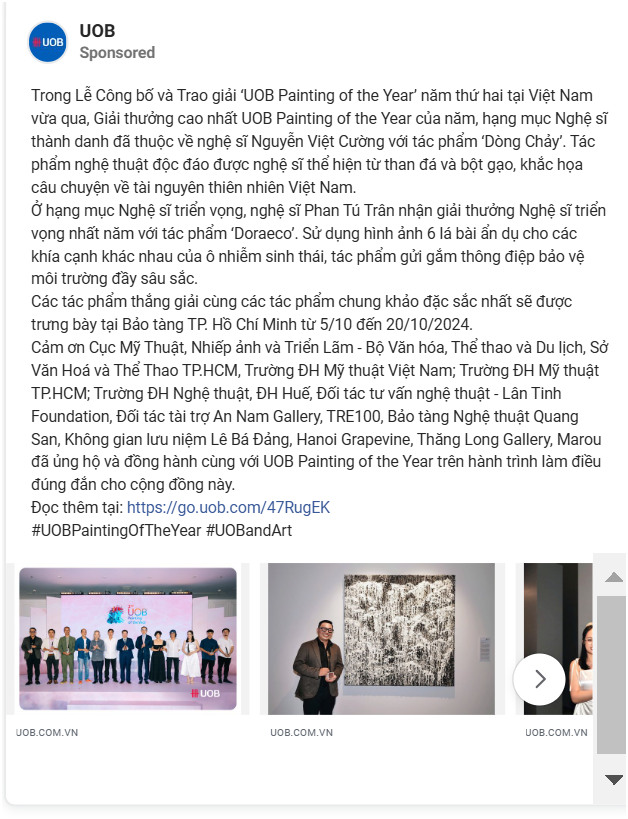 UOB
UOB
Sponsored
Trong Lễ Công bố và Trao giải ‘UOB Painting of the Year’ năm thứ hai tại Việt Nam
vừa qua, Giải thưởng cao nhất UOB Painting of the Year của năm, hạng mục Nghệ sĩ
thành danh đã thuộc về nghệ sĩ Nguyễn Việt Cường với tác phẩm ‘Dòng Chảy’. Tác
phẩm nghệ thuật độc đáo được nghệ sĩ thể hiện từ than đá và bột gạo, khắc họa
câu chuyện về tài nguyên thiên nhiên Việt Nam.
Ở hạng mục Nghệ sĩ triển vọng, nghệ sĩ Phan Tú Trân nhận giải thưởng Nghệ sĩ triển
vọng nhất năm với tác phẩm ‘Doraeco’. Sử dụng hình ảnh 6 lá bài ẩn dụ cho các
khía cạnh khác nhau của ô nhiễm sinh thái, tác phẩm gửi gắm thông điệp bảo vệ
môi trường đầy sâu sắc.
Các tác phẩm thắng giải cùng các tác phẩm chung khảo đặc sắc nhất sẽ được
trưng bày tại Bảo tàng TP. Hồ Chí Minh từ 5/10 đến 20/10/2024.
Cảm ơn Cục Mỹ Thuật, Nhiếp ảnh và Triển Lãm - Bộ Văn hóa, Thể thao và Du lịch, Sở
Văn Hoá và Thể Thao TP.HCM, Trường ĐH Mỹ thuật Việt Nam; Trường ĐH Mỹ thuật
TP.HCM; Trường ĐH Nghệ thuật, ĐH Huế, Đối tác tư vấn nghệ thuật - Lân Tinh
Foundation, Đối tác tài trợ An Nam Gallery, TRE100, Bảo tàng Nghệ thuật Quang
San, Không gian lưu niệm Lê Bá Đảng, Hanoi Grapevine, Thăng Long Gallery, Marou
đã ủng hộ và đồng hành cùng với UOB Painting of the Year trên hành trình làm điều
đúng đắn cho cộng đồng này.
Đọc thêm tại: https://go.uob.com/47RugEK
#UOBPaintingOfTheYear #UOBandArt
UOB
Painting
of the Year
UOB
UOB.COM.VN
UOB.COM.VN
UOB.COM.VN